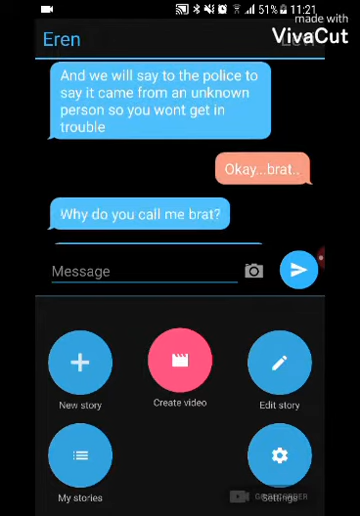 51% 11:21
made with
VivaCut
Eren
And we will say to the police to
say it came from an unknown
person so you wont get in
trouble
Okay...brat..
Why do you call me brat?
Message
New story
Create video
Edit story
My stories
Settings